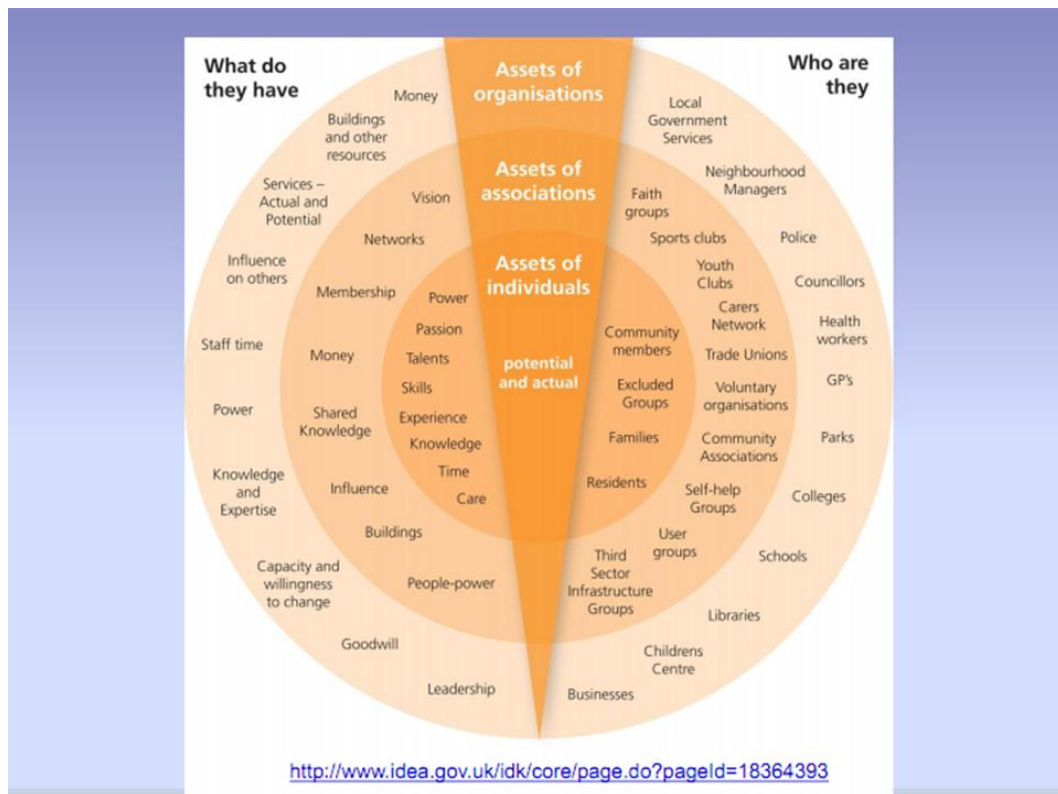 What do
they have
Assets of
organisations
Who are
they
Money
Buildings
and other
resources
Services –
Actual and
Potential
Influence
on others
Staff time
Power
Knowledge
and
Expertise
Capacity and
willingness
to change
Goodwill
Leadership
Assets of
associations
Vision
Networks
Membership
Money
Shared
Knowledge
Influence
Buildings
People-power
Assets of
individuals
Power
Passion
Talents
Skills
Experience
Knowledge
Time
Care
potential
and actual
Community
members
Excluded
Groups
Families
Residents
Faith
groups
Sports clubs
Youth
Clubs
Carers
Network
Trade Unions
Voluntary
organisations
Community
Associations
Self-help
Groups
User
groups
Third
Sector
Infrastructure
Groups
Local
Government
Services
Neighbourhood
Managers
Police
Councillors
Health
workers
GP's
Parks
Colleges
Schools
Libraries
Childrens
Centre
Businesses
http://www.idea.gov.uk/idk/core/page.do?pageId=18364393